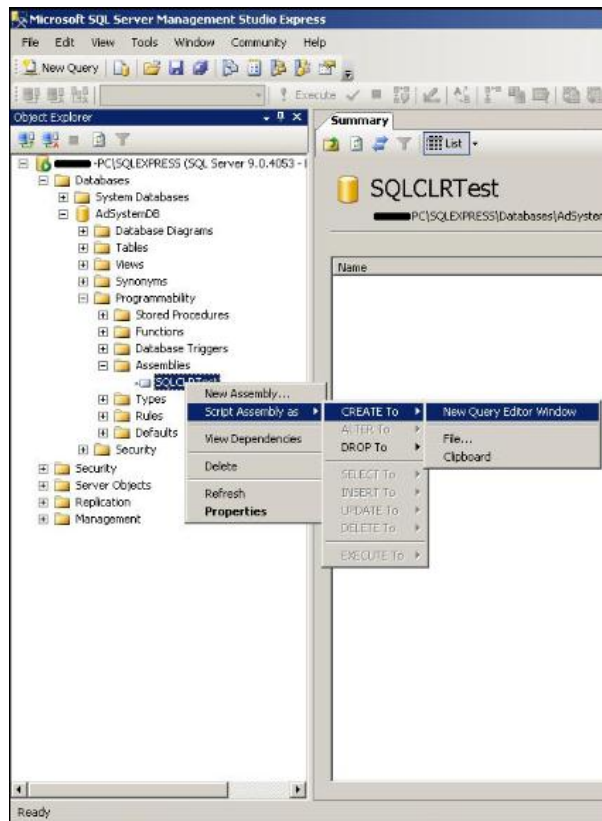 Microsoft SQL Server Management Studio Express
File Edit View Tools Window Community Help
New Query
Execute
Object Explorer
Summary
List
-PC\SQLEXPRESS (SQL Server 9.0.4053 -
Databases
System Databases
AdSystemDB
Database Diagrams
Tables
Views
Synonyms
Programmability
Stored Procedures
Functions
Database Triggers
Assemblies
SQLCLRTest
Types
Rules
Defaults
Security
Security
Server Objects
Replication
Management
SQLCLRTest
PC\SQLEXPRESS\Databases\AdSystem
Name
New Assembly...
Script Assembly as
View Dependencies
Delete
Refresh
Properties
CREATE To
ALTER To
DROP To
SELECT To
INSERT To
UPDATE To
DELETE To
EXECUTE To
New Query Editor Window
File...
Clipboard
Ready